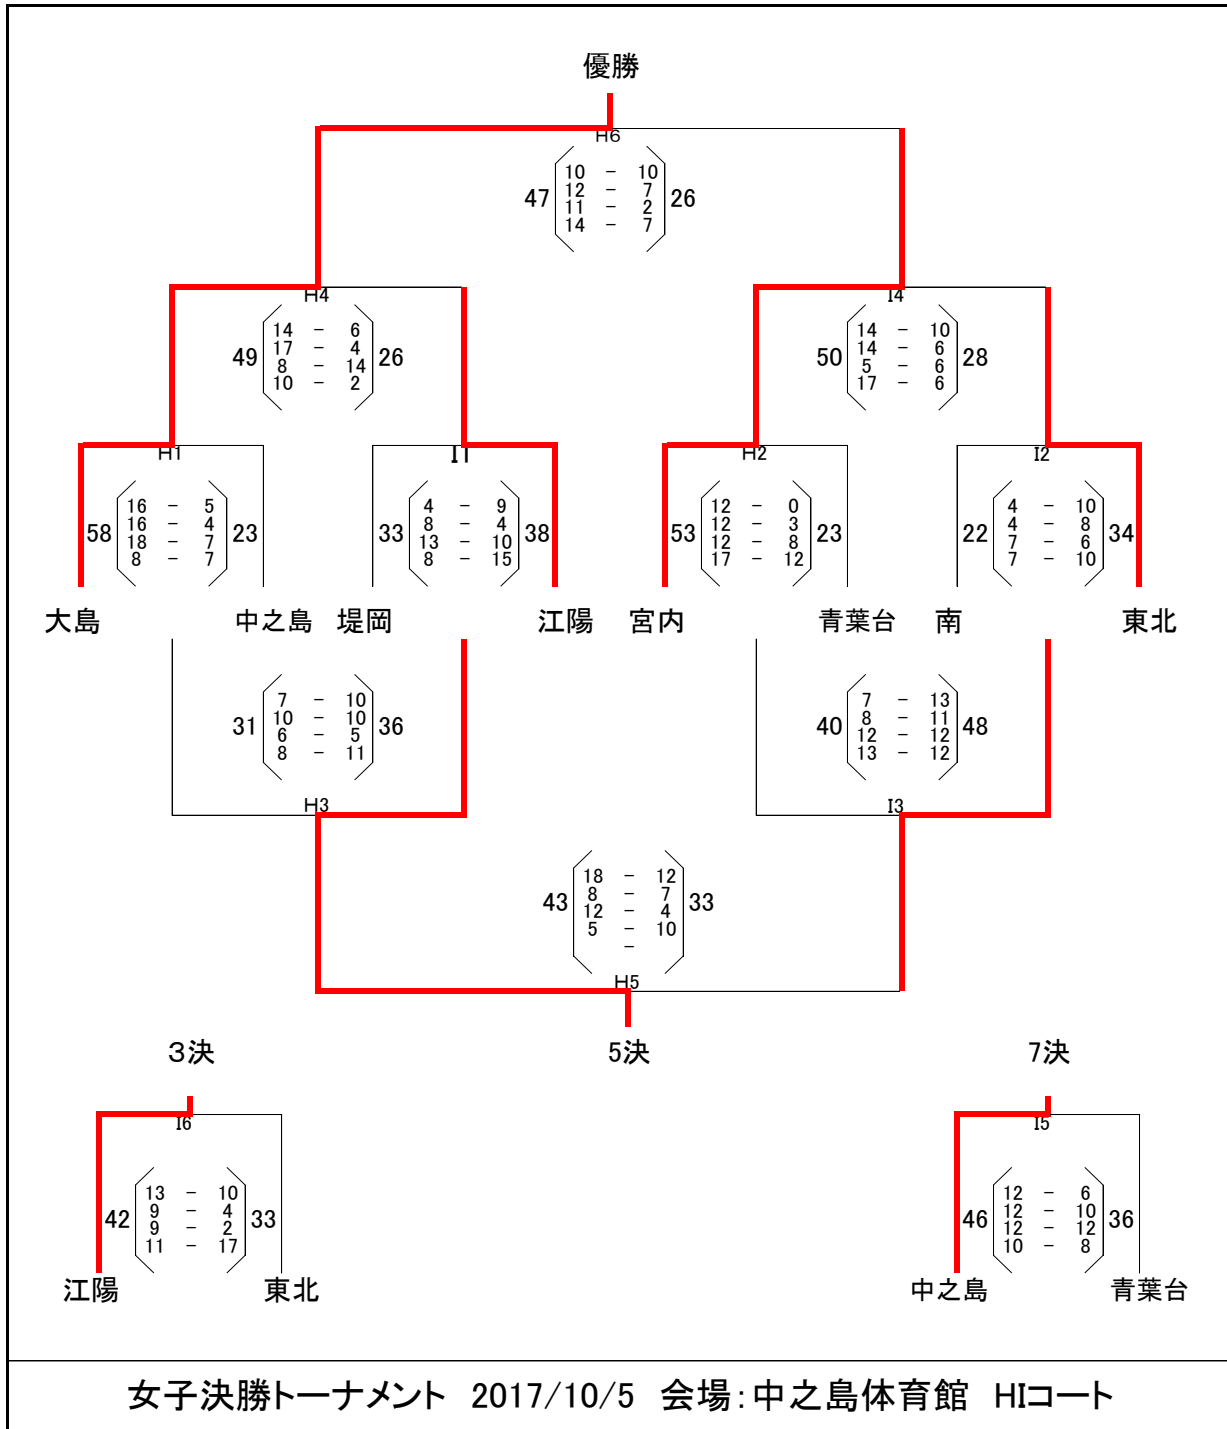 優勝
H6
10 - 10
47 12 - 7 26
11 - 2
14 - 7
H4 I4
14 - 6 14 - 10
49 17 - 4 26 50 14 - 6 28
8 - 14 5 - 6
10 - 2 17 - 6
H1 I1 H2 I2
16 - 5 4 - 9 12 - 0 4 - 10
58 16 - 4 23 33 8 - 4 38 53 12 - 3 23 22 4 - 8 34
18 - 7 13 - 10 12 - 8 7 - 6
8 - 7 8 - 15 17 - 12 7 - 10
大島 中之島 堤岡 江陽 宮内 青葉台 南 東北
7 - 10 7 - 13
31 10 - 10 36 40 8 - 11 48
6 - 5 12 - 12
8 - 11 13 - 12
H3 I3
18 - 12
43 8 - 7 33
12 - 4
5 - 10
-
H5
3決 5決 7決
I6 I5
13 - 10 12 - 6
42 9 - 4 33 46 12 - 10 36
9 - 2 12 - 12
11 - 17 10 - 8
江陽 東北 中之島 青葉台
女子決勝トーナメント 2017/10/5 会場:中之島体育館 HIコート